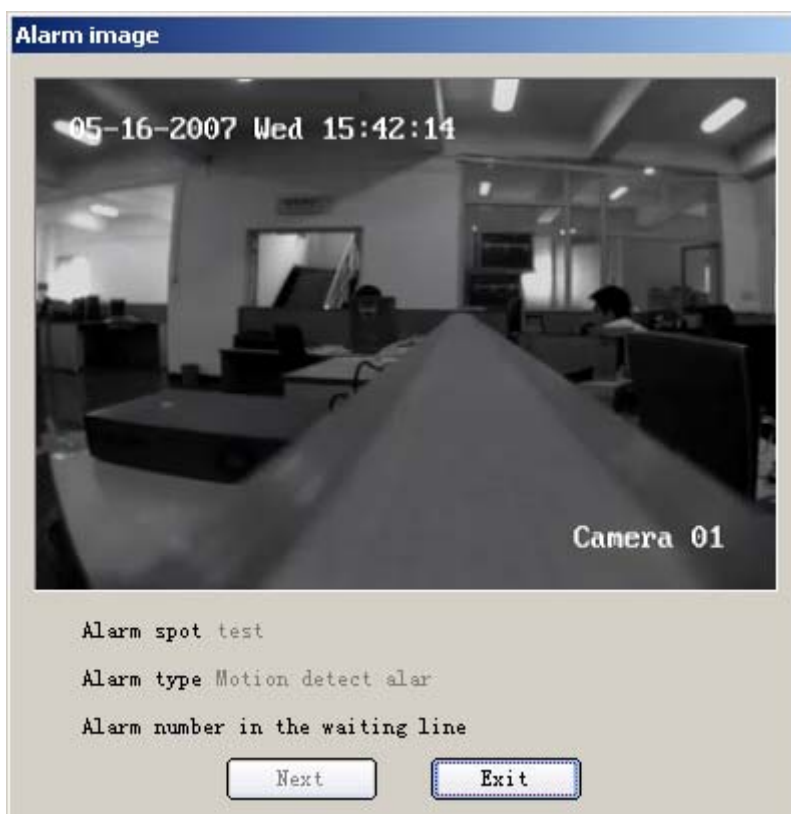 Alarm image
05-16-2007 Wed 15:42:14
Camera 01
Alarm spot test
Alarm type Motion detect alar
Alarm number in the waiting line
Next Exit